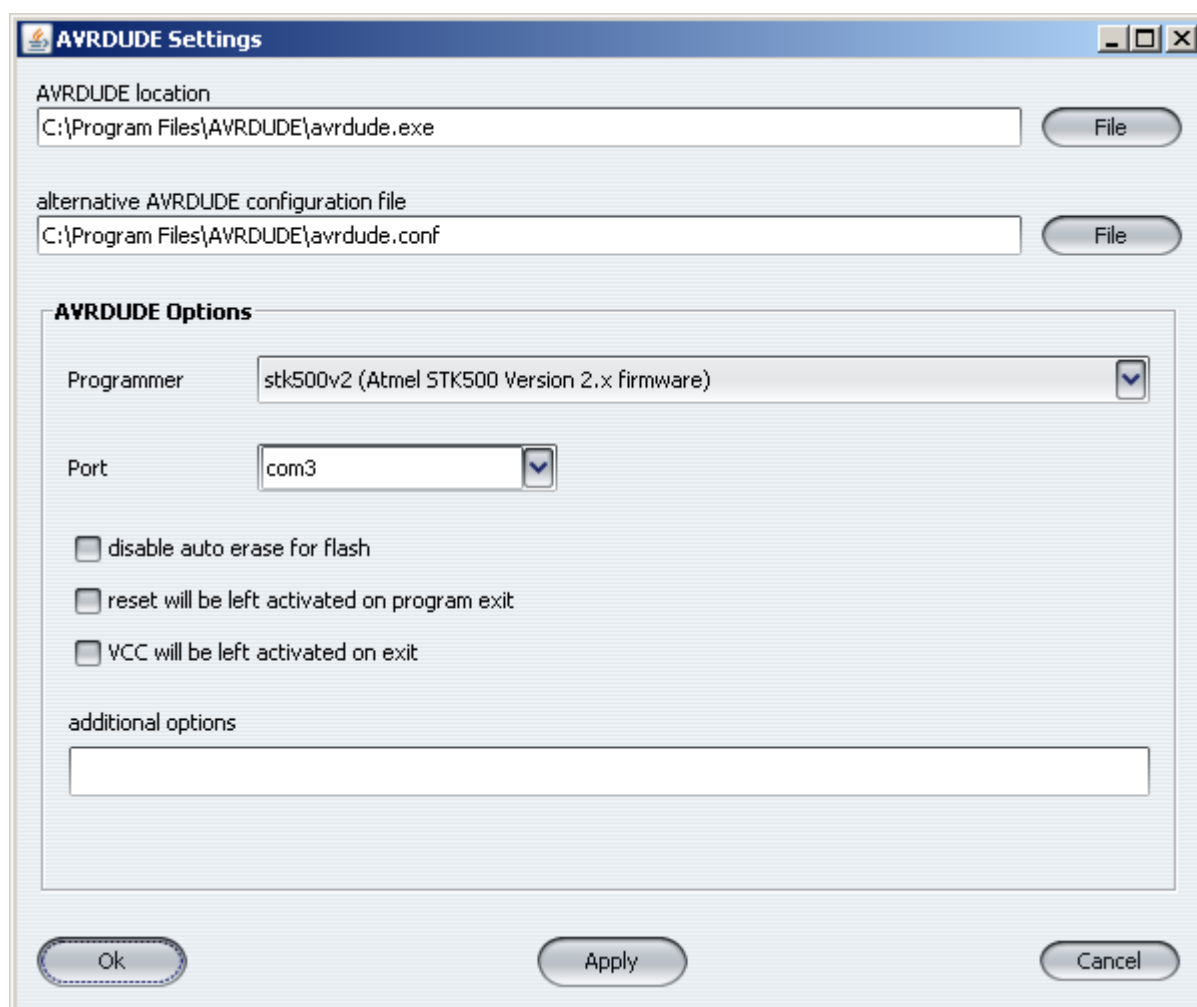 AVRDUDE Settings
AVRDUDE location
C:\Program Files\AVRDUDE\avrdude.exe
File
alternative AVRDUDE configuration file
C:\Program Files\AVRDUDE\avrdude.conf
File
AVRDUDE Options
Programmer
stk500v2 (Atmel STK500 Version 2.x firmware)
Port
com3
disable auto erase for flash
reset will be left activated on program exit
VCC will be left activated on exit
additional options
Ok
Apply
Cancel